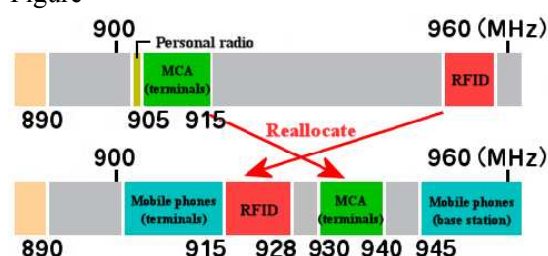 Figure
900
960 (MHz)
Personal radio
MCA
(terminals)
RFID
890
905
915
Reallocate
900
960 (MHz)
Mobile phones
(terminals)
RFID
MCA
(terminals)
Mobile phones
(base station)
890
915
928
930
940
945